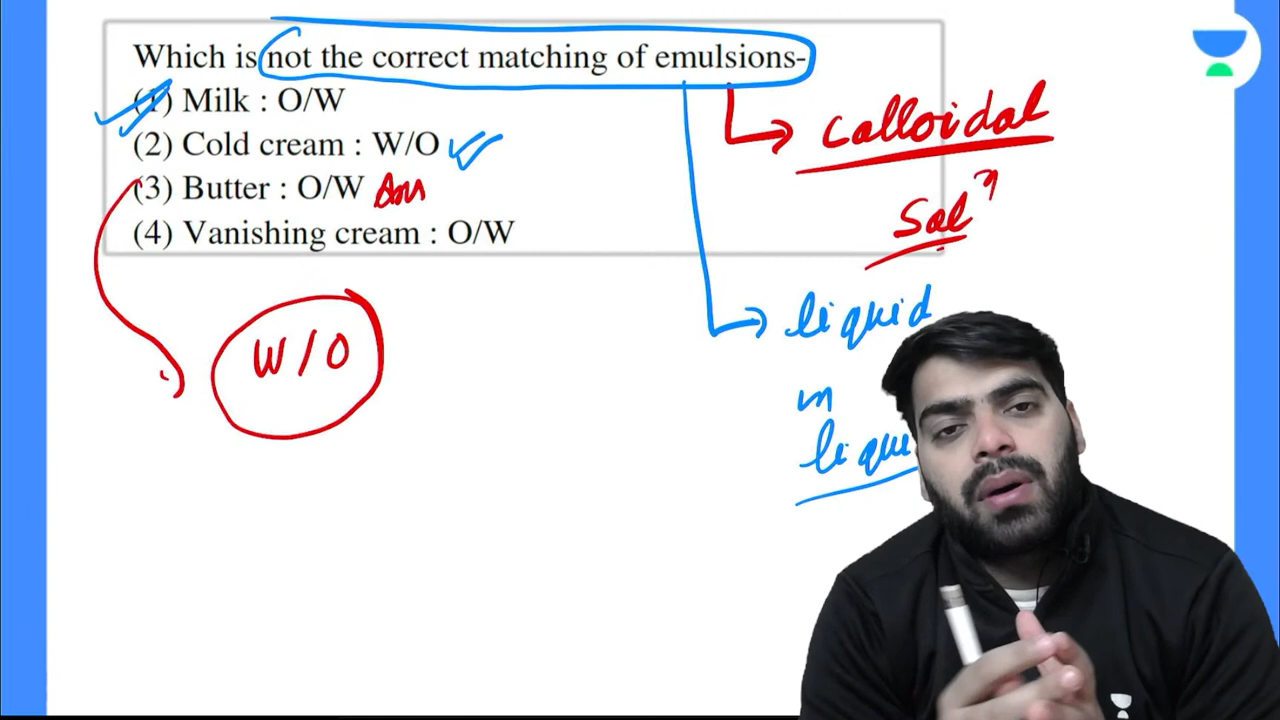 Which is not the correct matching of emulsions-
(1) Milk : O/W
(2) Cold cream : W/O
(3) Butter : O/W Ans
(4) Vanishing cream : O/W
Colloidal
Sol^n
liquid
in
W/O